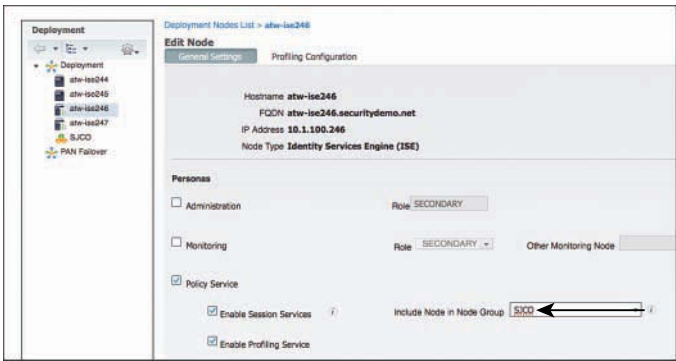 Deployment
Deployment
atw-ise244
atw-ise245
atw-ise246
atw-ise247
SJCO
PAN Failover
Deployment Nodes List > atw-ise246
Edit Node
General Settings Profiling Configuration
Hostname atw-ise246
FQDN atw-ise246.securitydemo.net
IP Address 10.1.100.246
Node Type Identity Services Engine (ISE)
Personas
Administration Role SECONDARY
Monitoring Role SECONDARY Other Monitoring Node
Policy Service
Enable Session Services Include Node in Node Group SJCO
Enable Profiling Service